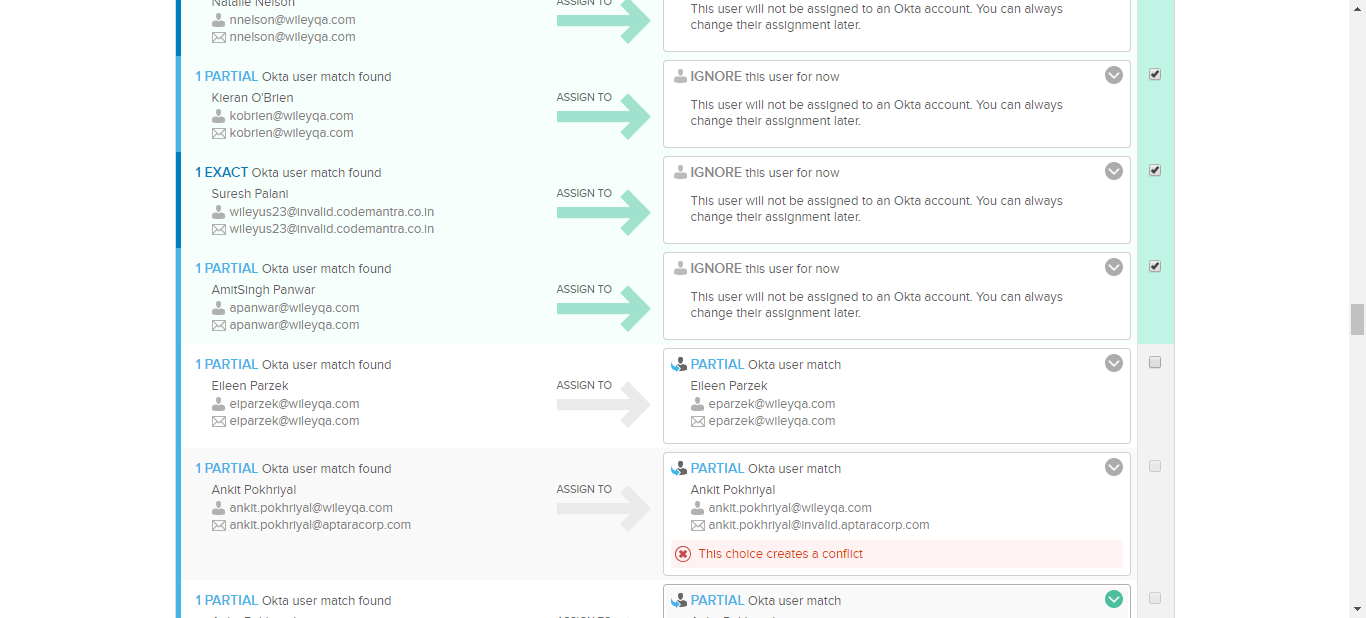 Natalie Nelson
nnelson@wileyqa.com
nnelson@wileyqa.com
ASSIGN TO
This user will not be assigned to an Okta account. You can always
change their assignment later.
1 PARTIAL Okta user match found
Kieran O'Brien
kobrien@wileyqa.com
kobrien@wileyqa.com
ASSIGN TO
IGNORE this user for now
This user will not be assigned to an Okta account. You can always
change their assignment later.
1 EXACT Okta user match found
Suresh Palani
wileyus23@invalid.codemantra.co.in
wileyus23@invalid.codemantra.co.in
ASSIGN TO
IGNORE this user for now
This user will not be assigned to an Okta account. You can always
change their assignment later.
1 PARTIAL Okta user match found
AmitSingh Panwar
apanwar@wileyqa.com
apanwar@wileyqa.com
ASSIGN TO
IGNORE this user for now
This user will not be assigned to an Okta account. You can always
change their assignment later.
1 PARTIAL Okta user match found
Eileen Parzek
eiparzek@wileyqa.com
eiparzek@wileyqa.com
ASSIGN TO
PARTIAL Okta user match
Eileen Parzek
eparzek@wileyqa.com
eparzek@wileyqa.com
1 PARTIAL Okta user match found
Ankit Pokhriyal
ankit.pokhriyal@wileyqa.com
ankit.pokhriyal@aptaracorp.com
ASSIGN TO
PARTIAL Okta user match
Ankit Pokhriyal
ankit.pokhriyal@wileyqa.com
ankit.pokhriyal@invalid.aptaracorp.com
This choice creates a conflict
1 PARTIAL Okta user match found
PARTIAL Okta user match